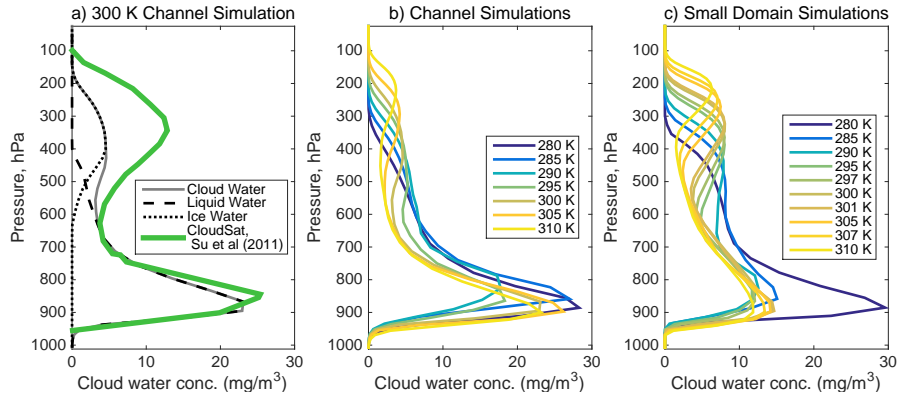 a) 300 K Channel Simulation
Pressure, hPa
100
200
300
400
500
600
700
800
900
1000
Cloud Water
Liquid Water
Ice Water
CloudSat,
Su et al (2011)
0 10 20 30
Cloud water conc. (mg/m³)
b) Channel Simulations
Pressure, hPa
100
200
300
400
500
600
700
800
900
1000
280 K
285 K
290 K
295 K
300 K
305 K
310 K
0 10 20 30
Cloud water conc. (mg/m³)
c) Small Domain Simulations
Pressure, hPa
100
200
300
400
500
600
700
800
900
1000
280 K
285 K
290 K
295 K
297 K
300 K
301 K
305 K
307 K
310 K
0 10 20 30
Cloud water conc. (mg/m³)